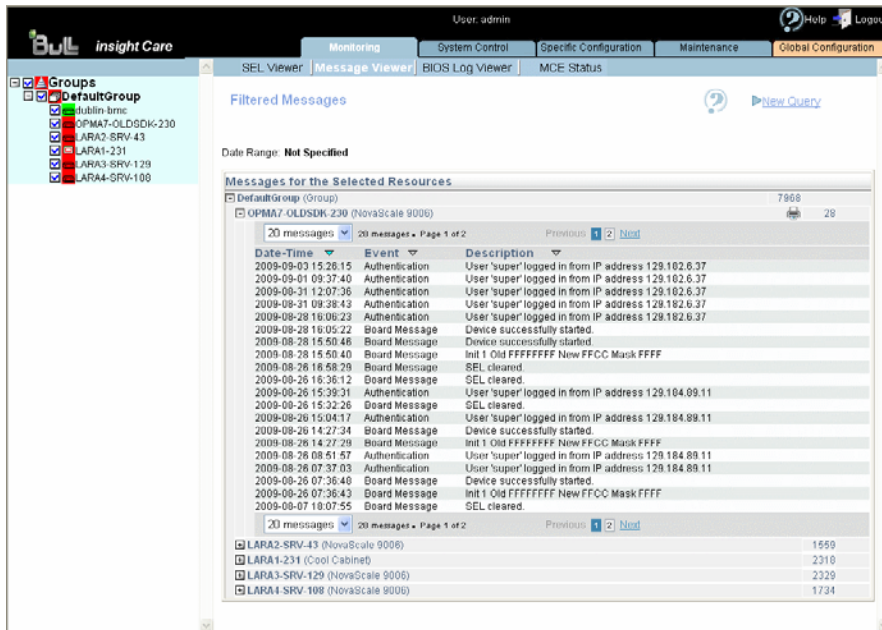 User: admin
Help Logout
Bull insight Care
Monitoring System Control Specific Configuration Maintenance Global Configuration
SEL Viewer Message Viewer BIOS Log Viewer MCE Status
Groups
DefaultGroup
dublin-bmc
OPMA7-OLDSDK-230
LARA2-SRV-43
LARA1-231
LARA3-SRV-129
LARA4-SRV-108
Filtered Messages
New Query
Date Range: Not Specified
Messages for the Selected Resources
DefaultGroup (Group) 7968
OPMA7-OLDSDK-230 (NovaScale 9006) 28
20 messages 28 messages • Page 1 of 2 Previous 1 2 Next
Date-Time Event Description
2009-09-03 15:26:15 Authentication User 'super' logged in from IP address 129.182.6.37
2009-09-01 09:37:40 Authentication User 'super' logged in from IP address 129.182.6.37
2009-08-31 12:07:36 Authentication User 'super' logged in from IP address 129.182.6.37
2009-08-31 09:38:43 Authentication User 'super' logged in from IP address 129.182.6.37
2009-08-28 16:06:23 Authentication User 'super' logged in from IP address 129.182.6.37
2009-08-28 16:05:22 Board Message Device successfully started.
2009-08-28 15:50:46 Board Message Device successfully started.
2009-08-28 15:50:40 Board Message Init 1 Old FFFFFFFF New FFCC Mask FFFF
2009-08-26 16:58:29 Board Message SEL cleared.
2009-08-26 16:36:12 Board Message SEL cleared.
2009-08-26 15:39:31 Authentication User 'super' logged in from IP address 129.184.89.11
2009-08-26 15:32:26 Board Message SEL cleared.
2009-08-26 15:04:17 Authentication User 'super' logged in from IP address 129.184.89.11
2009-08-26 14:27:34 Board Message Device successfully started.
2009-08-26 14:27:29 Board Message Init 1 Old FFFFFFFF New FFCC Mask FFFF
2009-08-26 08:51:57 Authentication User 'super' logged in from IP address 129.184.89.11
2009-08-26 07:37:03 Authentication User 'super' logged in from IP address 129.184.89.11
2009-08-26 07:36:48 Board Message Device successfully started.
2009-08-26 07:36:43 Board Message Init 1 Old FFFFFFFF New FFCC Mask FFFF
2009-08-07 18:07:55 Board Message SEL cleared.
20 messages 28 messages • Page 1 of 2 Previous 1 2 Next
LARA2-SRV-43 (NovaScale 9006) 1559
LARA1-231 (Cool Cabinet) 2318
LARA3-SRV-129 (NovaScale 9006) 2329
LARA4-SRV-108 (NovaScale 9006) 1734